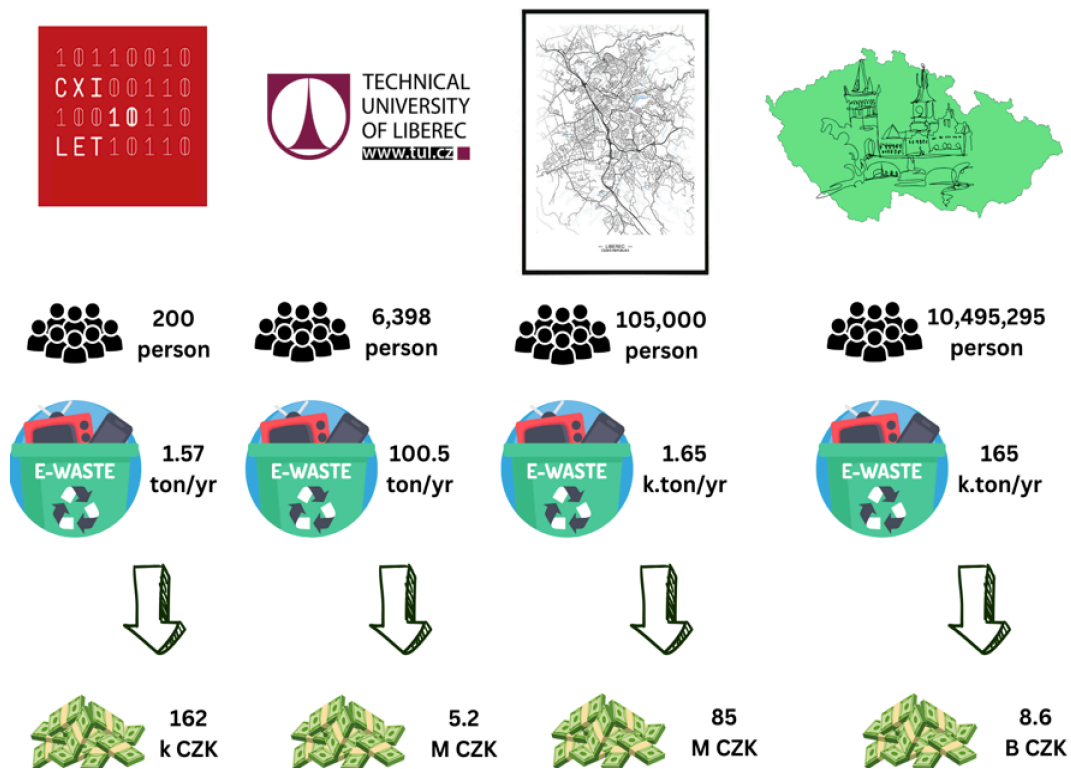 10110010
CXI00110
10010110
LET10110
TECHNICAL
UNIVERSITY
OF LIBEREC
www.tul.cz
LIBEREC
200
person
6,398
person
105,000
person
10,495,295
person
E-WASTE
1.57
ton/yr
E-WASTE
100.5
ton/yr
E-WASTE
1.65
k.ton/yr
E-WASTE
165
k.ton/yr
162
k CZK
5.2
M CZK
85
M CZK
8.6
B CZK